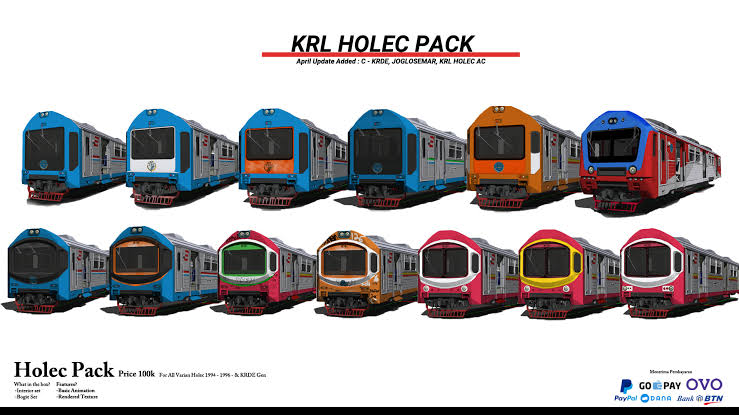 KRL HOLEC PACK
April Update Added : C - KRDE, JOGLOSEMAR, KRL HOLEC AC
Holec Pack Price 100k For All Varian Holec 1994 - 1996 - & KRDE Gen
What in the box? Features?
-Interior set -Basic Animation
-Bogie Set -Rendered Texture
Menerima Pembayaran
GO PAY OVO
PayPal DANA Bank BTN